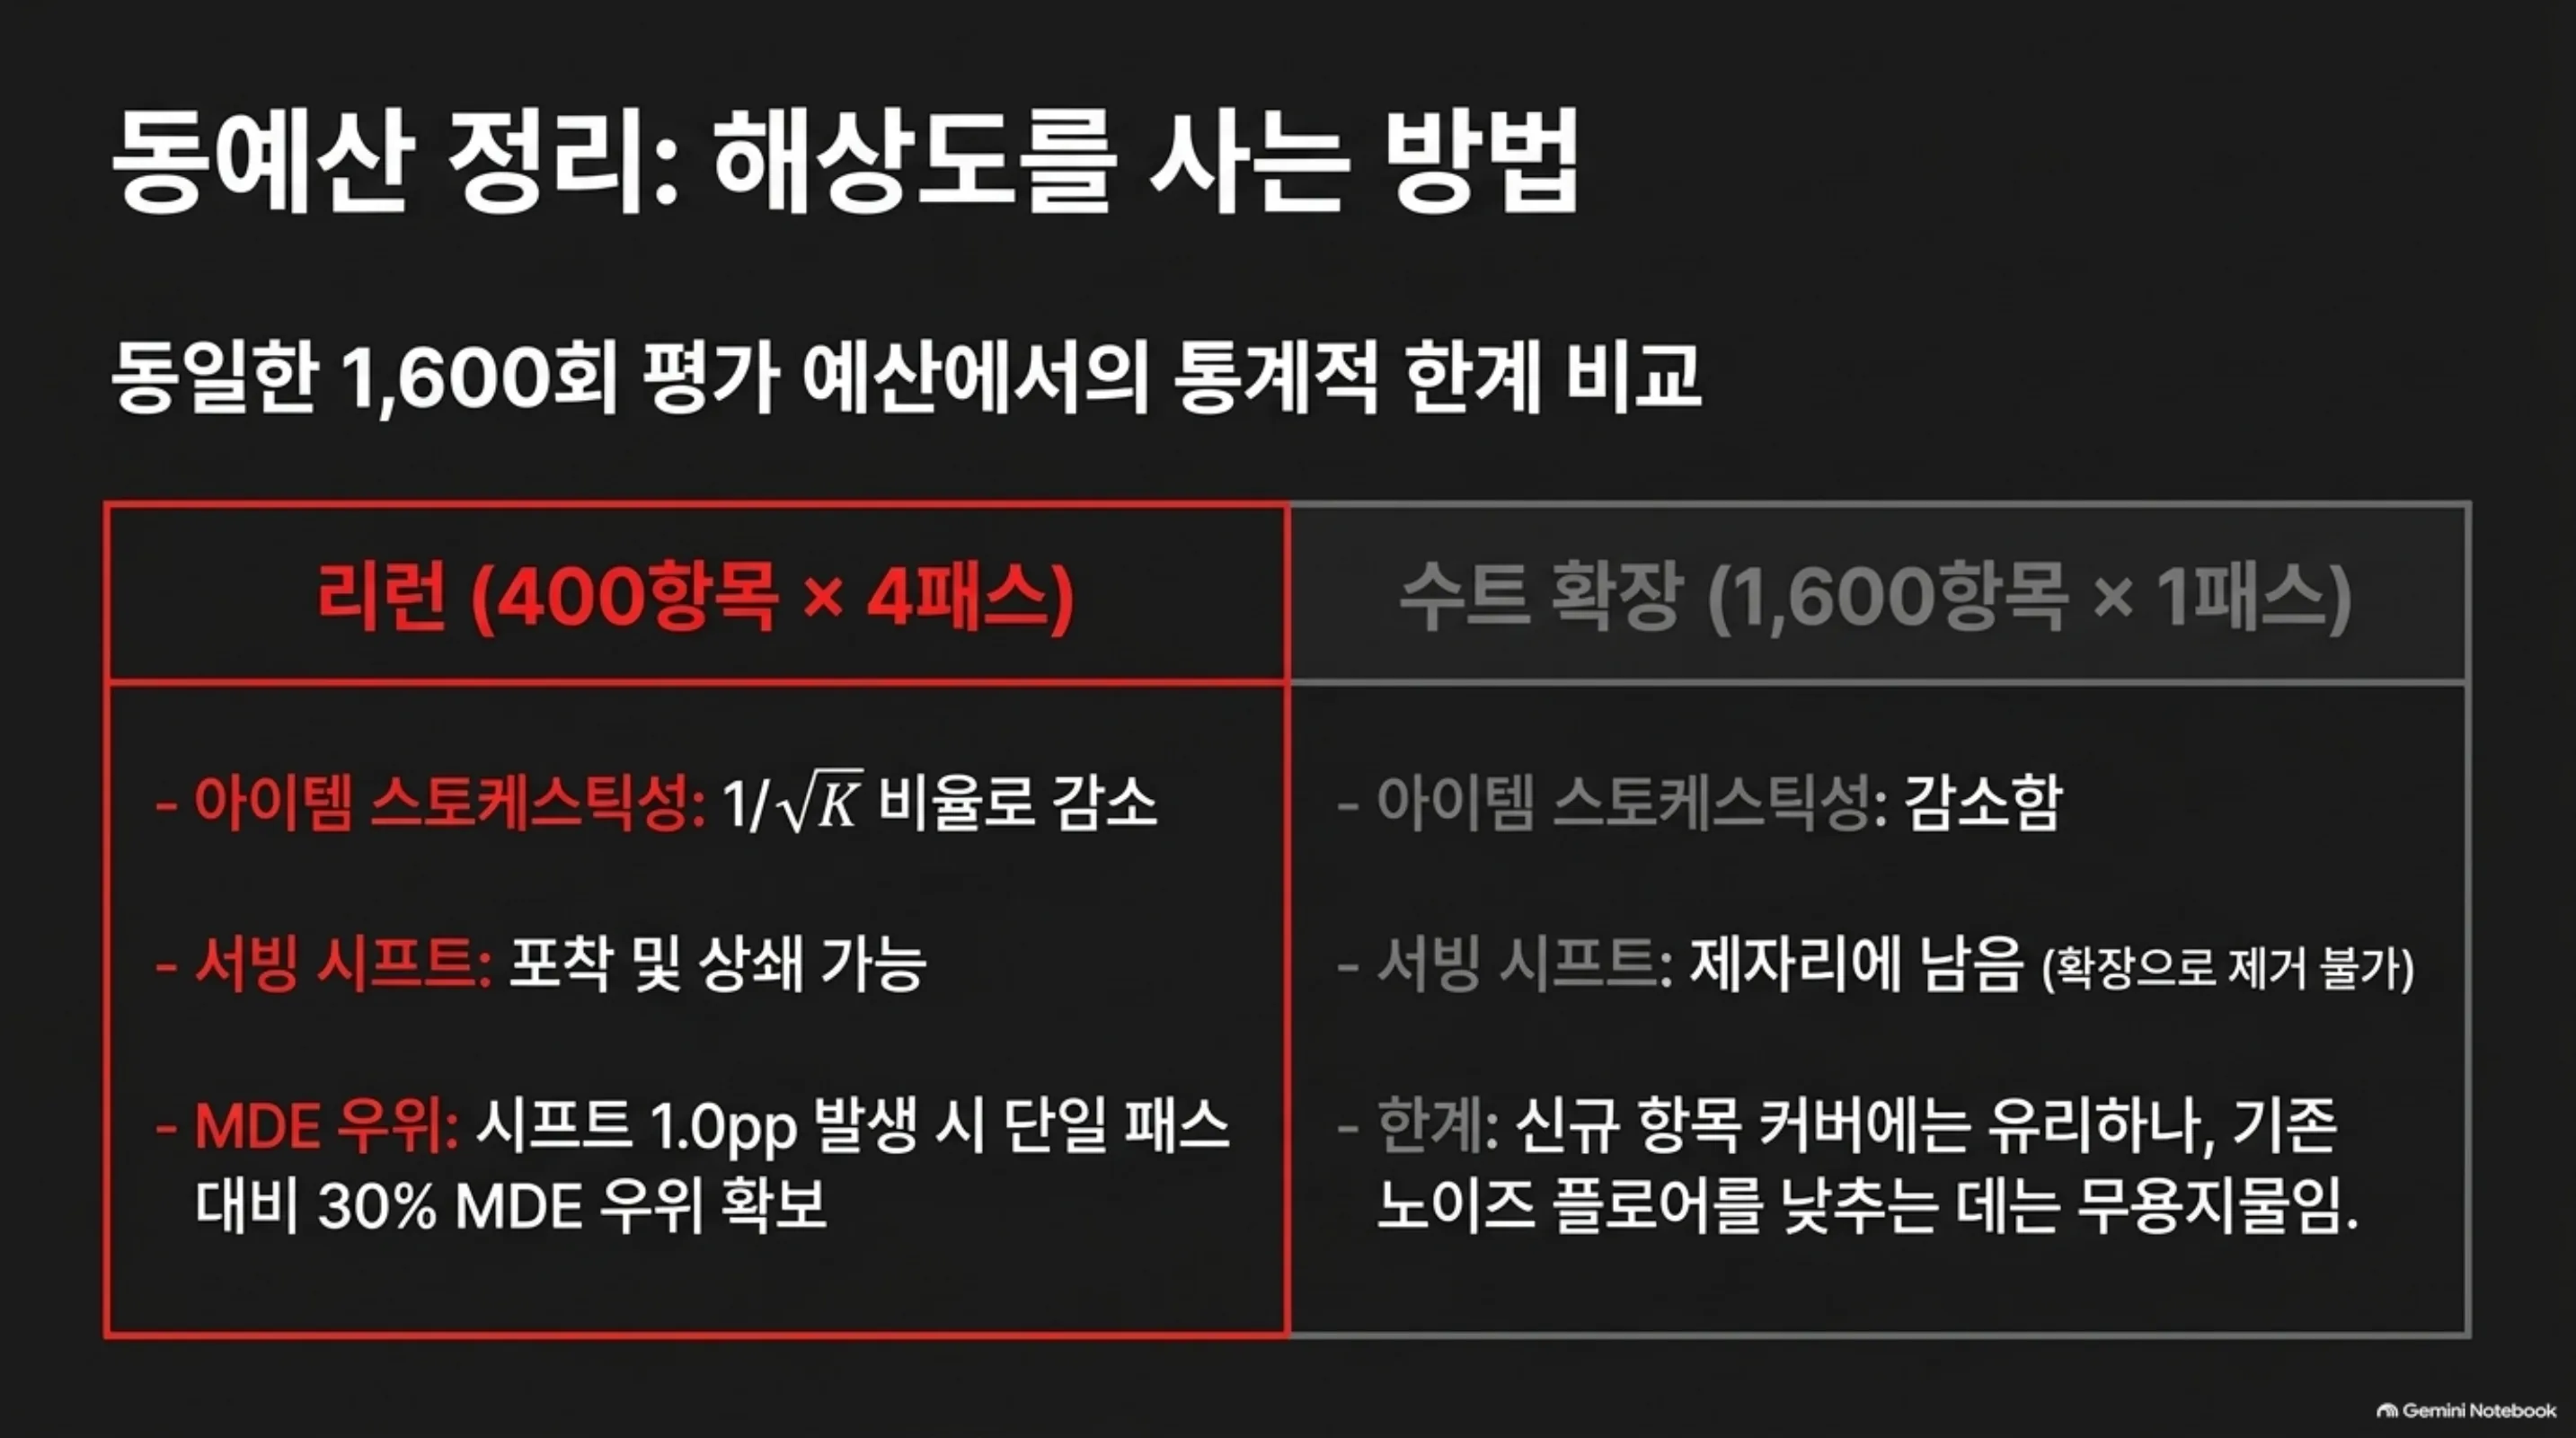 동예산 정리: 해상도를 사는 방법
동일한 1,600회 평가 예산에서의 통계적 한계 비교
리런 (400항목 × 4패스)
- 아이템 스토케스틱성: 1/√K 비율로 감소
- 서빙 시프트: 포착 및 상쇄 가능
- MDE 우위: 시프트 1.0pp 발생 시 단일 패스
대비 30% MDE 우위 확보
수트 확장 (1,600항목 × 1패스)
- 아이템 스토케스틱성: 감소함
- 서빙 시프트: 제자리에 남음 (확장으로 제거 불가)
- 한계: 신규 항목 커버에는 유리하나, 기존
노이즈 플로어를 낮추는 데는 무용지물임.
Gemini Notebook